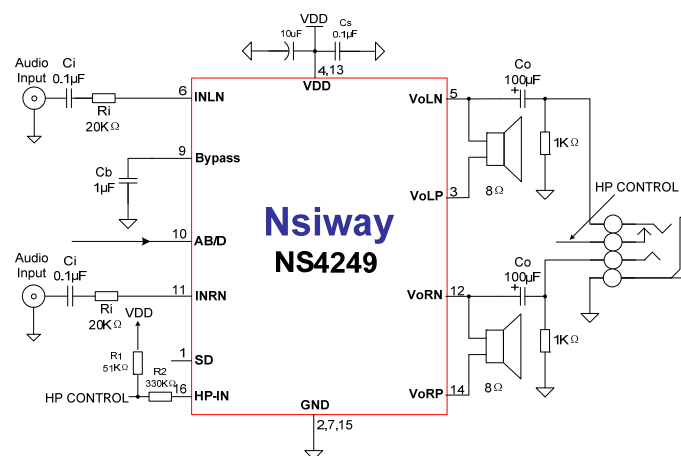 VDD
10uF
Cs
0.1μF
4,13
VDD
Audio
Input
Ci
0.1μF
Ri
20KΩ
6
INLN
9
Bypass
Cb
1μF
10
AB/D
Audio
Input
Ci
0.1μF
Ri
20KΩ
11
INRN
VDD
R1
51KΩ
R2
330KΩ
1
SD
16
HP-IN
HP CONTROL
Nsiway
NS4249
GND
2,7,15
VoLN
5
VoLP
3
8Ω
Co
100μF
+
1KΩ
HP CONTROL
VoRN
12
VoRP
14
8Ω
Co
100μF
+
1KΩ